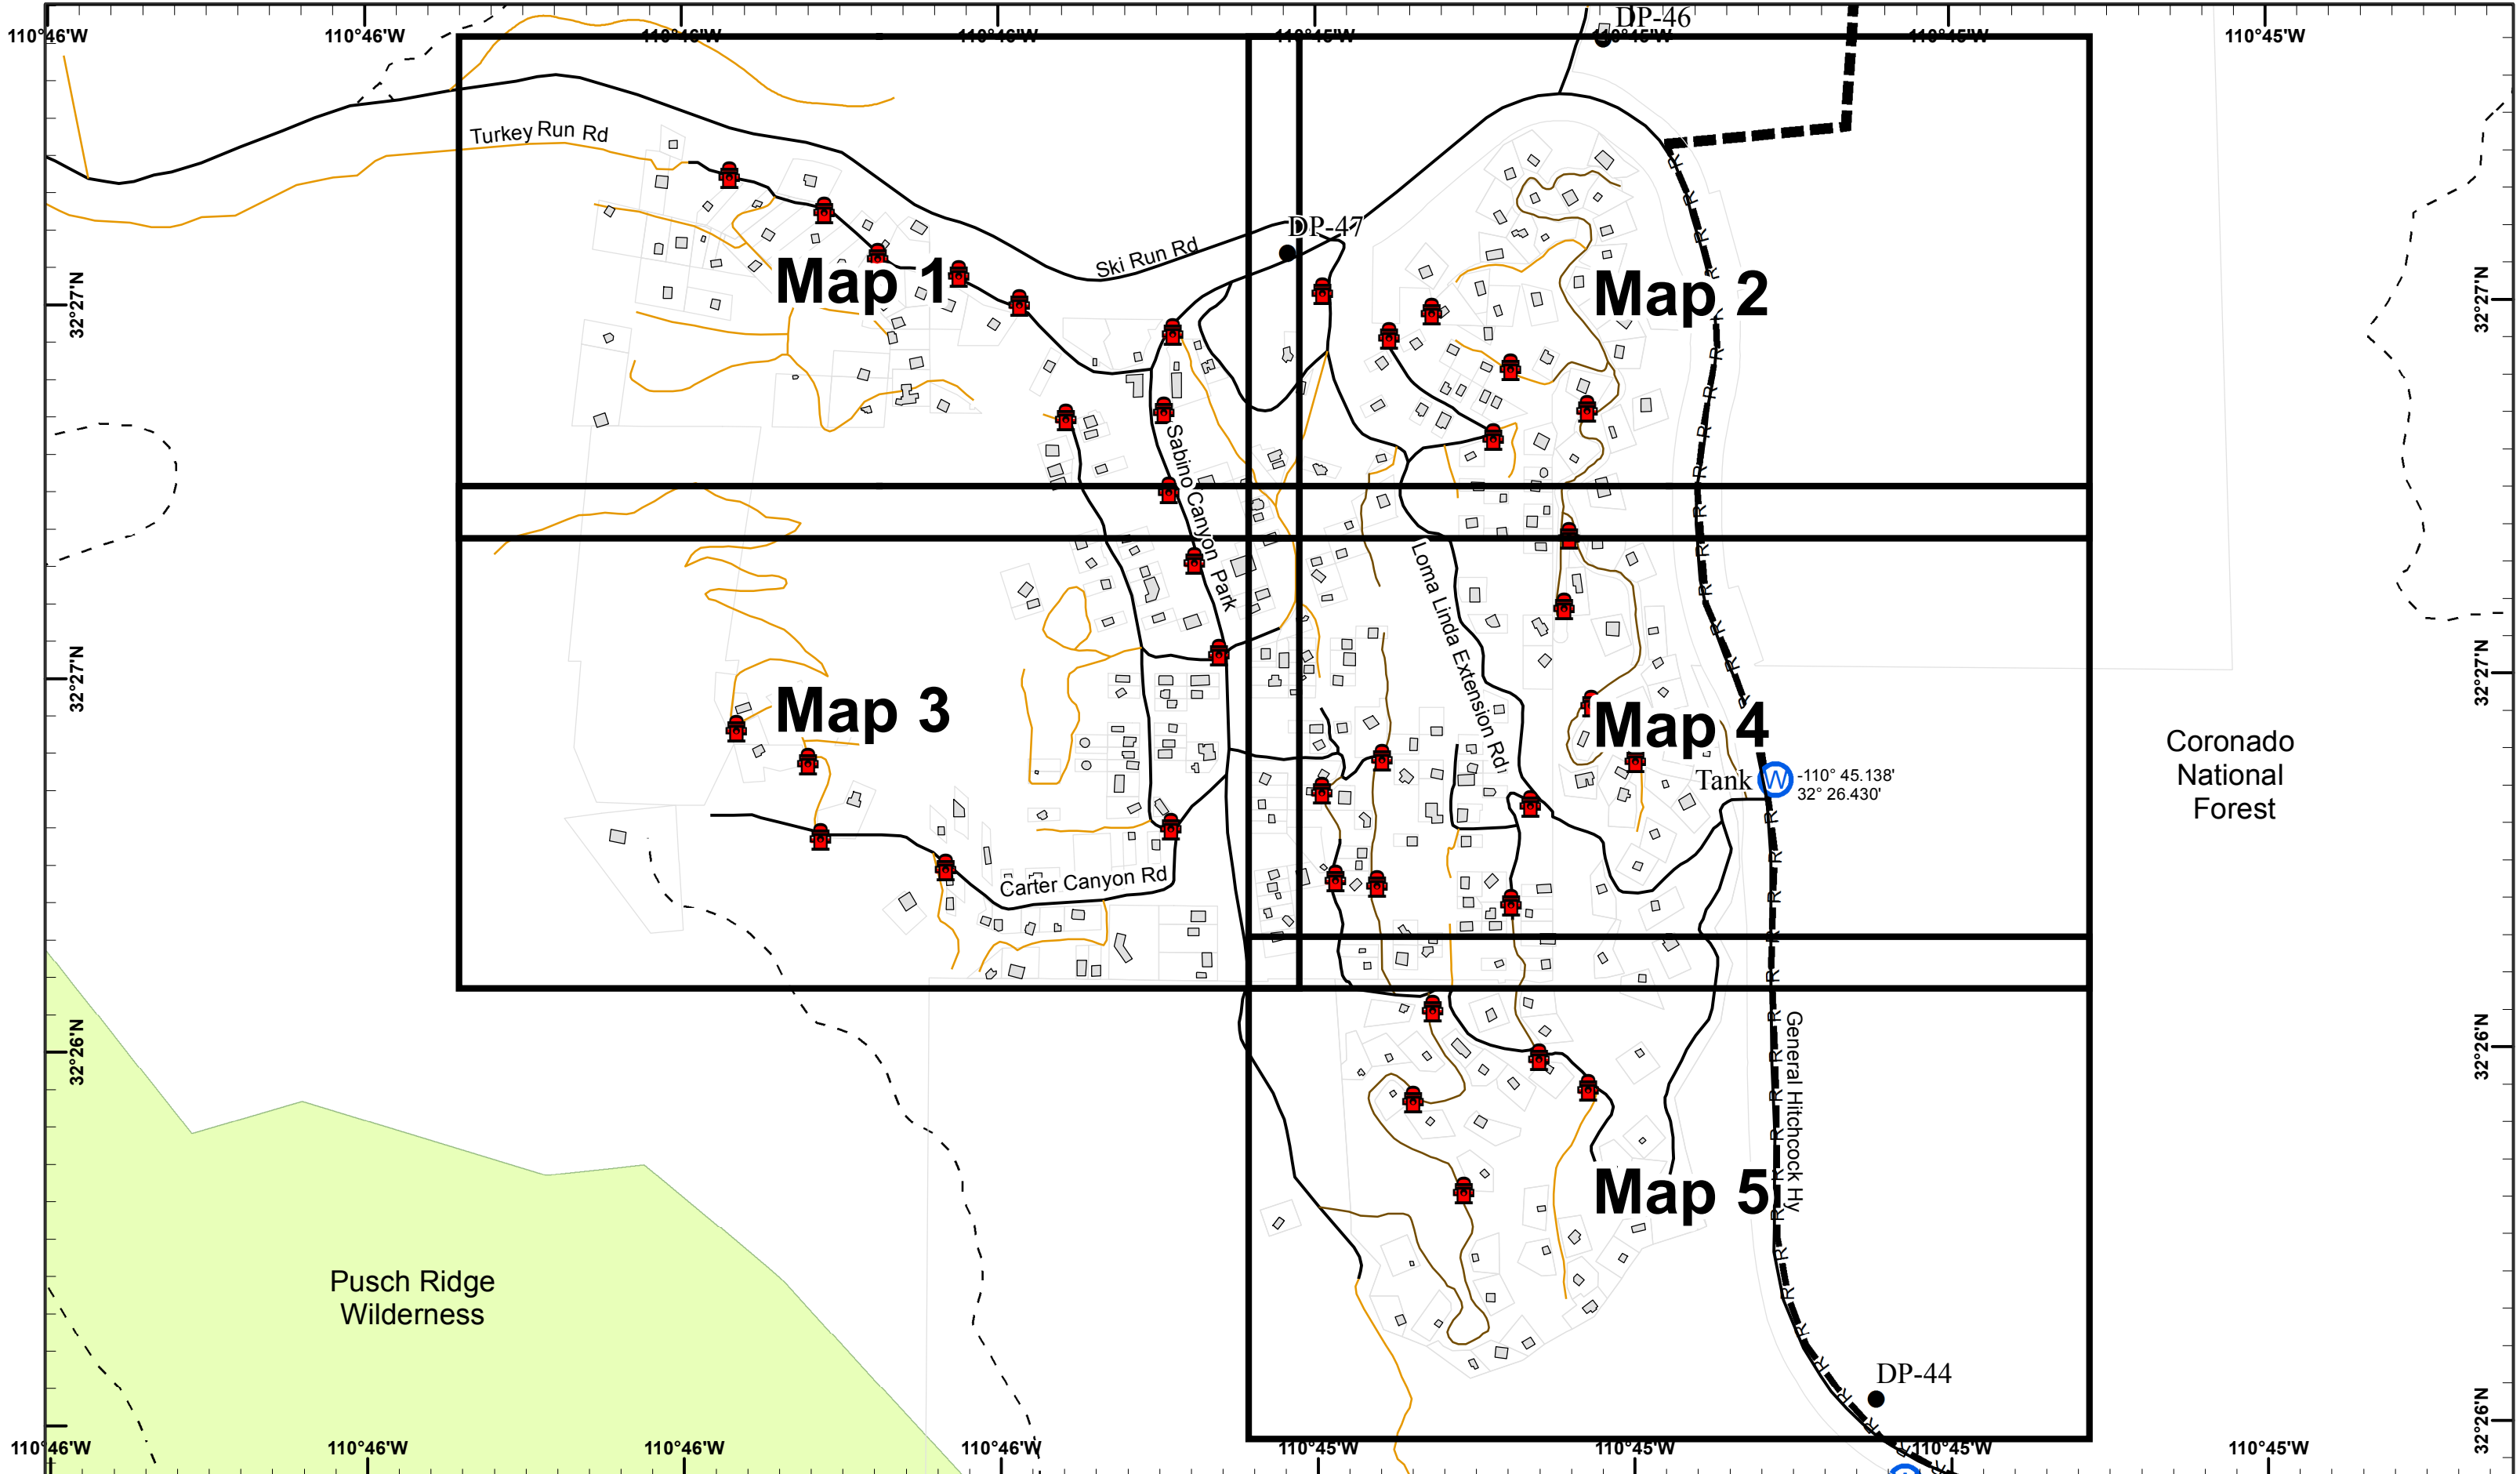 DP-46
110°46'W 110°46'W 110°46'W 110°46'W 110°45'W 110°45'W 110°45'W 110°45'W
Turkey Run Rd
DP-47
Ski Run Rd
Map 1
Map 2
32°27'N
32°27'N
Sabino Canyon Park
Loma Linda Extension Rd
32°27'N
32°27'N
Map 3
Map 4
Coronado
National
Forest
Tank
W
-110° 45.138'
32° 26.430'
Carter Canyon Rd
General Hitchcock Hy
32°26'N
32°26'N
Map 5
Pusch Ridge
Wilderness
DP-44
32°26'N
110°46'W 110°46'W 110°46'W 110°46'W 110°45'W 110°45'W 110°45'W 110°45'W
R R R R R R R R R R R R R R R R R R R R R R R R R R R R R R R R R R